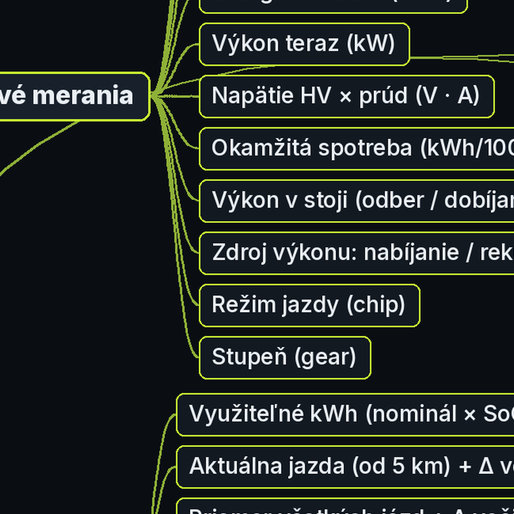 Výkon teraz (kW)
vé merania
Napätie HV × prúd (V · A)
Okamžitá spotreba (kWh/100
Výkon v stoji (odber / dobíjan
Zdroj výkonu: nabíjanie / rek
Režim jazdy (chip)
Stupeň (gear)
Využiteľné kWh (nominál × So
Aktuálna jazda (od 5 km) + Δ v